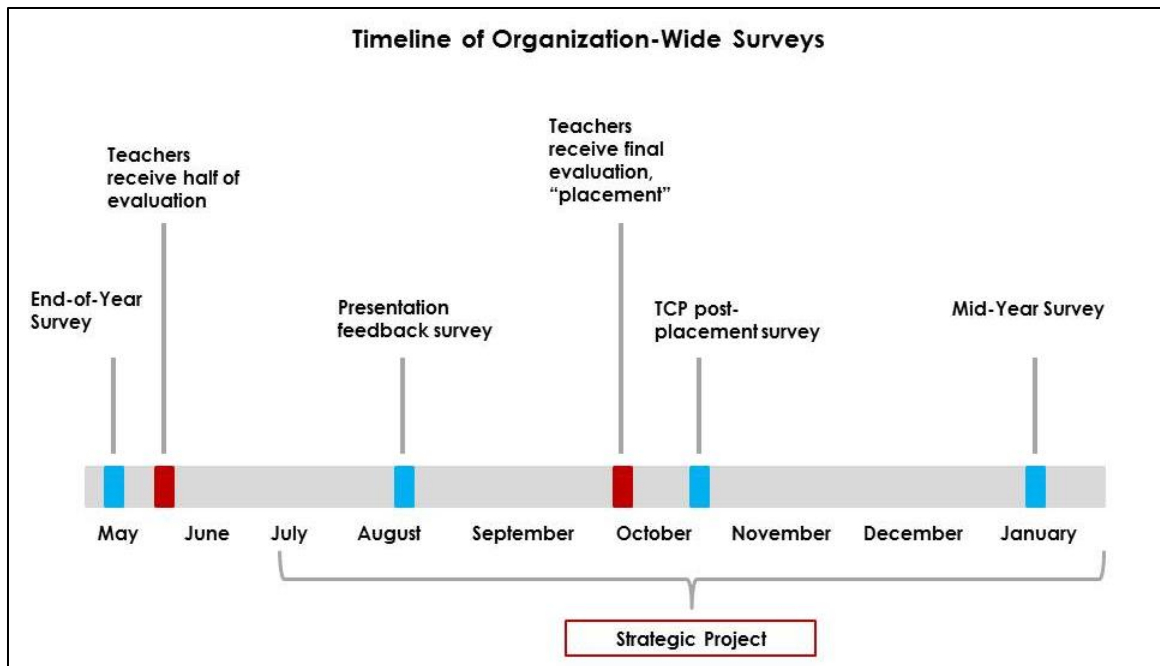 Timeline of Organization-Wide Surveys
Teachers
receive half of
evaluation
Teachers
receive final
evaluation,
“placement”
End-of-Year
Survey
Presentation
feedback survey
TCP post-
placement survey
Mid-Year Survey
May June July August September October November December January
Strategic Project